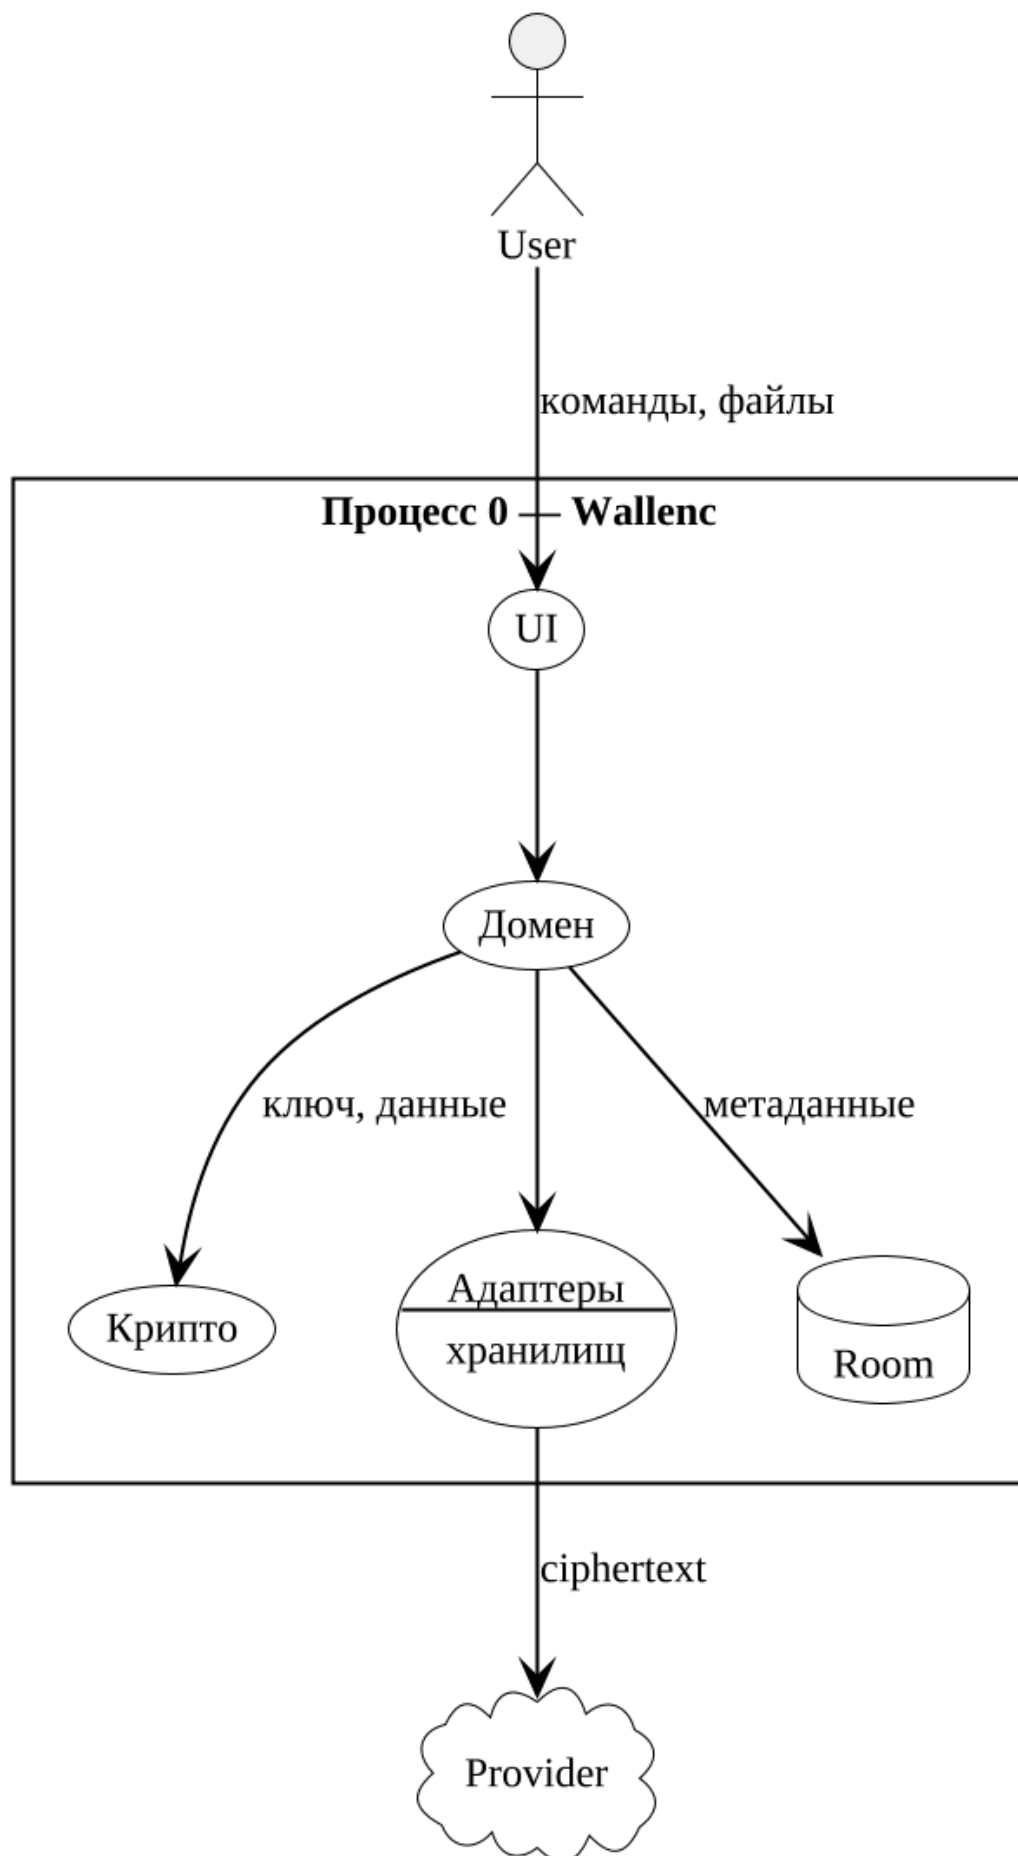 User
команды, файлы
Процесс 0 — Wallenc
UI
Домен
ключ, данные
метаданные
Адаптеры
хранилищ
Крипто
Room
ciphertext
Provider